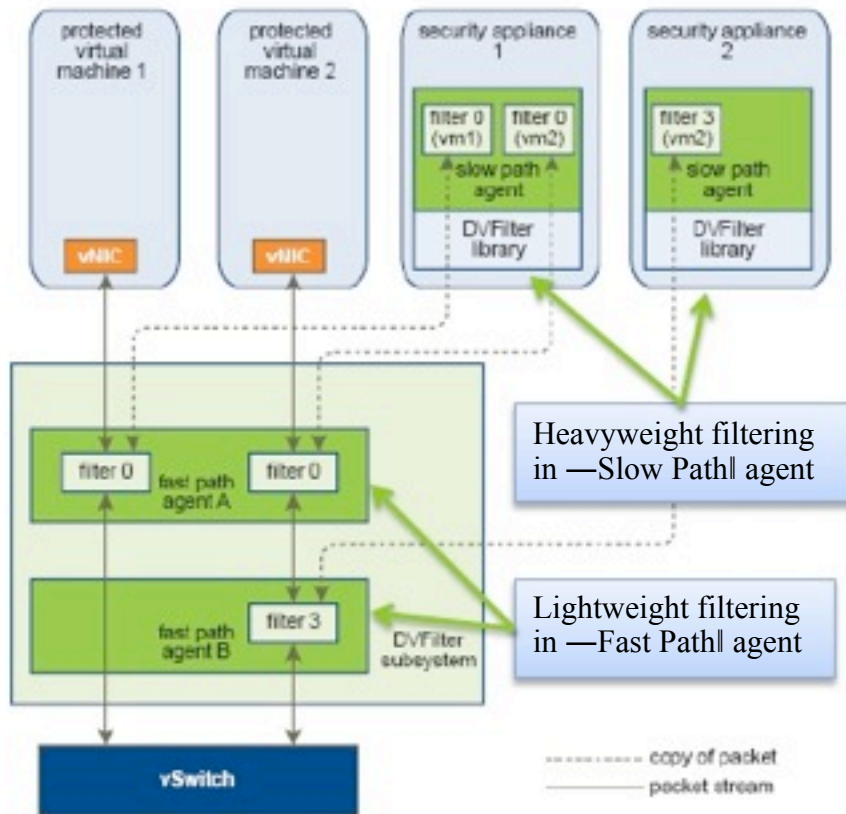 protected
virtual
machine 1
protected
virtual
machine 2
security appliance
1
security appliance
2
filter 0
(vm1)
filter 0
(vm2)
slow path
agent
DVFilter
library
filter 3
(vm2)
slow path
agent
DVFilter
library
vNIC
vNIC
Heavyweight filtering
in ―Slow Path‖ agent
filter 0
fast path
agent A
filter 0
Lightweight filtering
in ―Fast Path‖ agent
fast path
agent B
filter 3
DVFilter
subsystem
vSwitch
copy of packet
packet stream